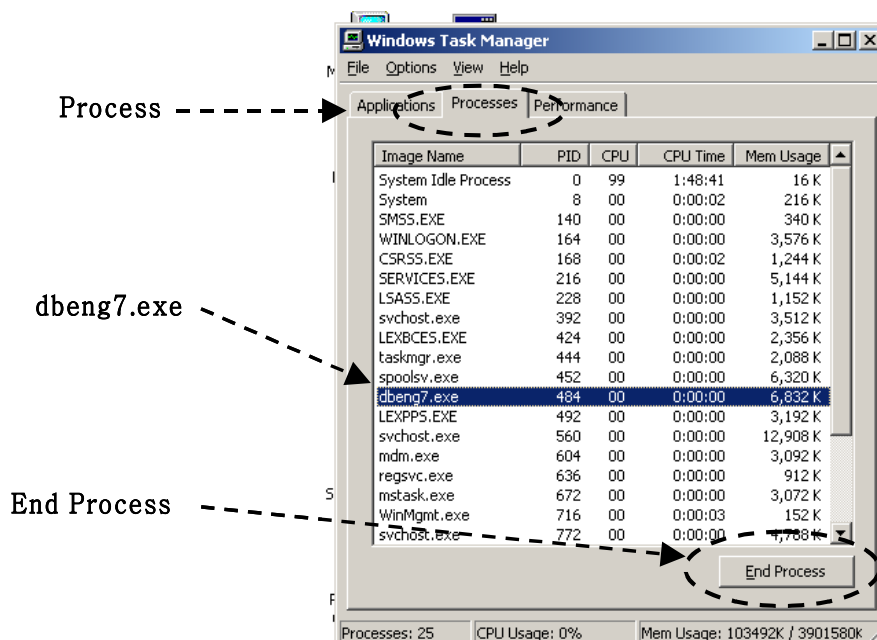 Windows Task Manager
File Options View Help
Process
Applications Processes Performance
Image Name PID CPU CPU Time Mem Usage
System Idle Process 0 99 1:48:41 16 K
System 8 00 0:00:02 216 K
SMSS.EXE 140 00 0:00:00 340 K
WINLOGON.EXE 164 00 0:00:00 3,576 K
CSRSS.EXE 168 00 0:00:02 1,244 K
SERVICES.EXE 216 00 0:00:00 5,144 K
LSASS.EXE 228 00 0:00:00 1,152 K
dbeng7.exe
svchost.exe 392 00 0:00:00 3,512 K
LEXBCES.EXE 424 00 0:00:00 2,356 K
taskmgr.exe 444 00 0:00:00 2,088 K
spoolsv.exe 452 00 0:00:00 6,320 K
dbeng7.exe 484 00 0:00:00 6,832 K
LEXPPS.EXE 492 00 0:00:00 3,192 K
svchost.exe 560 00 0:00:00 12,908 K
mdm.exe 604 00 0:00:00 3,092 K
regsvc.exe 636 00 0:00:00 912 K
mstask.exe 672 00 0:00:00 3,072 K
End Process
WinMgmt.exe 716 00 0:00:03 152 K
svchost.exe 772 00 0:00:00 4,788 K
End Process
Processes: 25 CPU Usage: 0% Mem Usage: 103492K / 3901580K